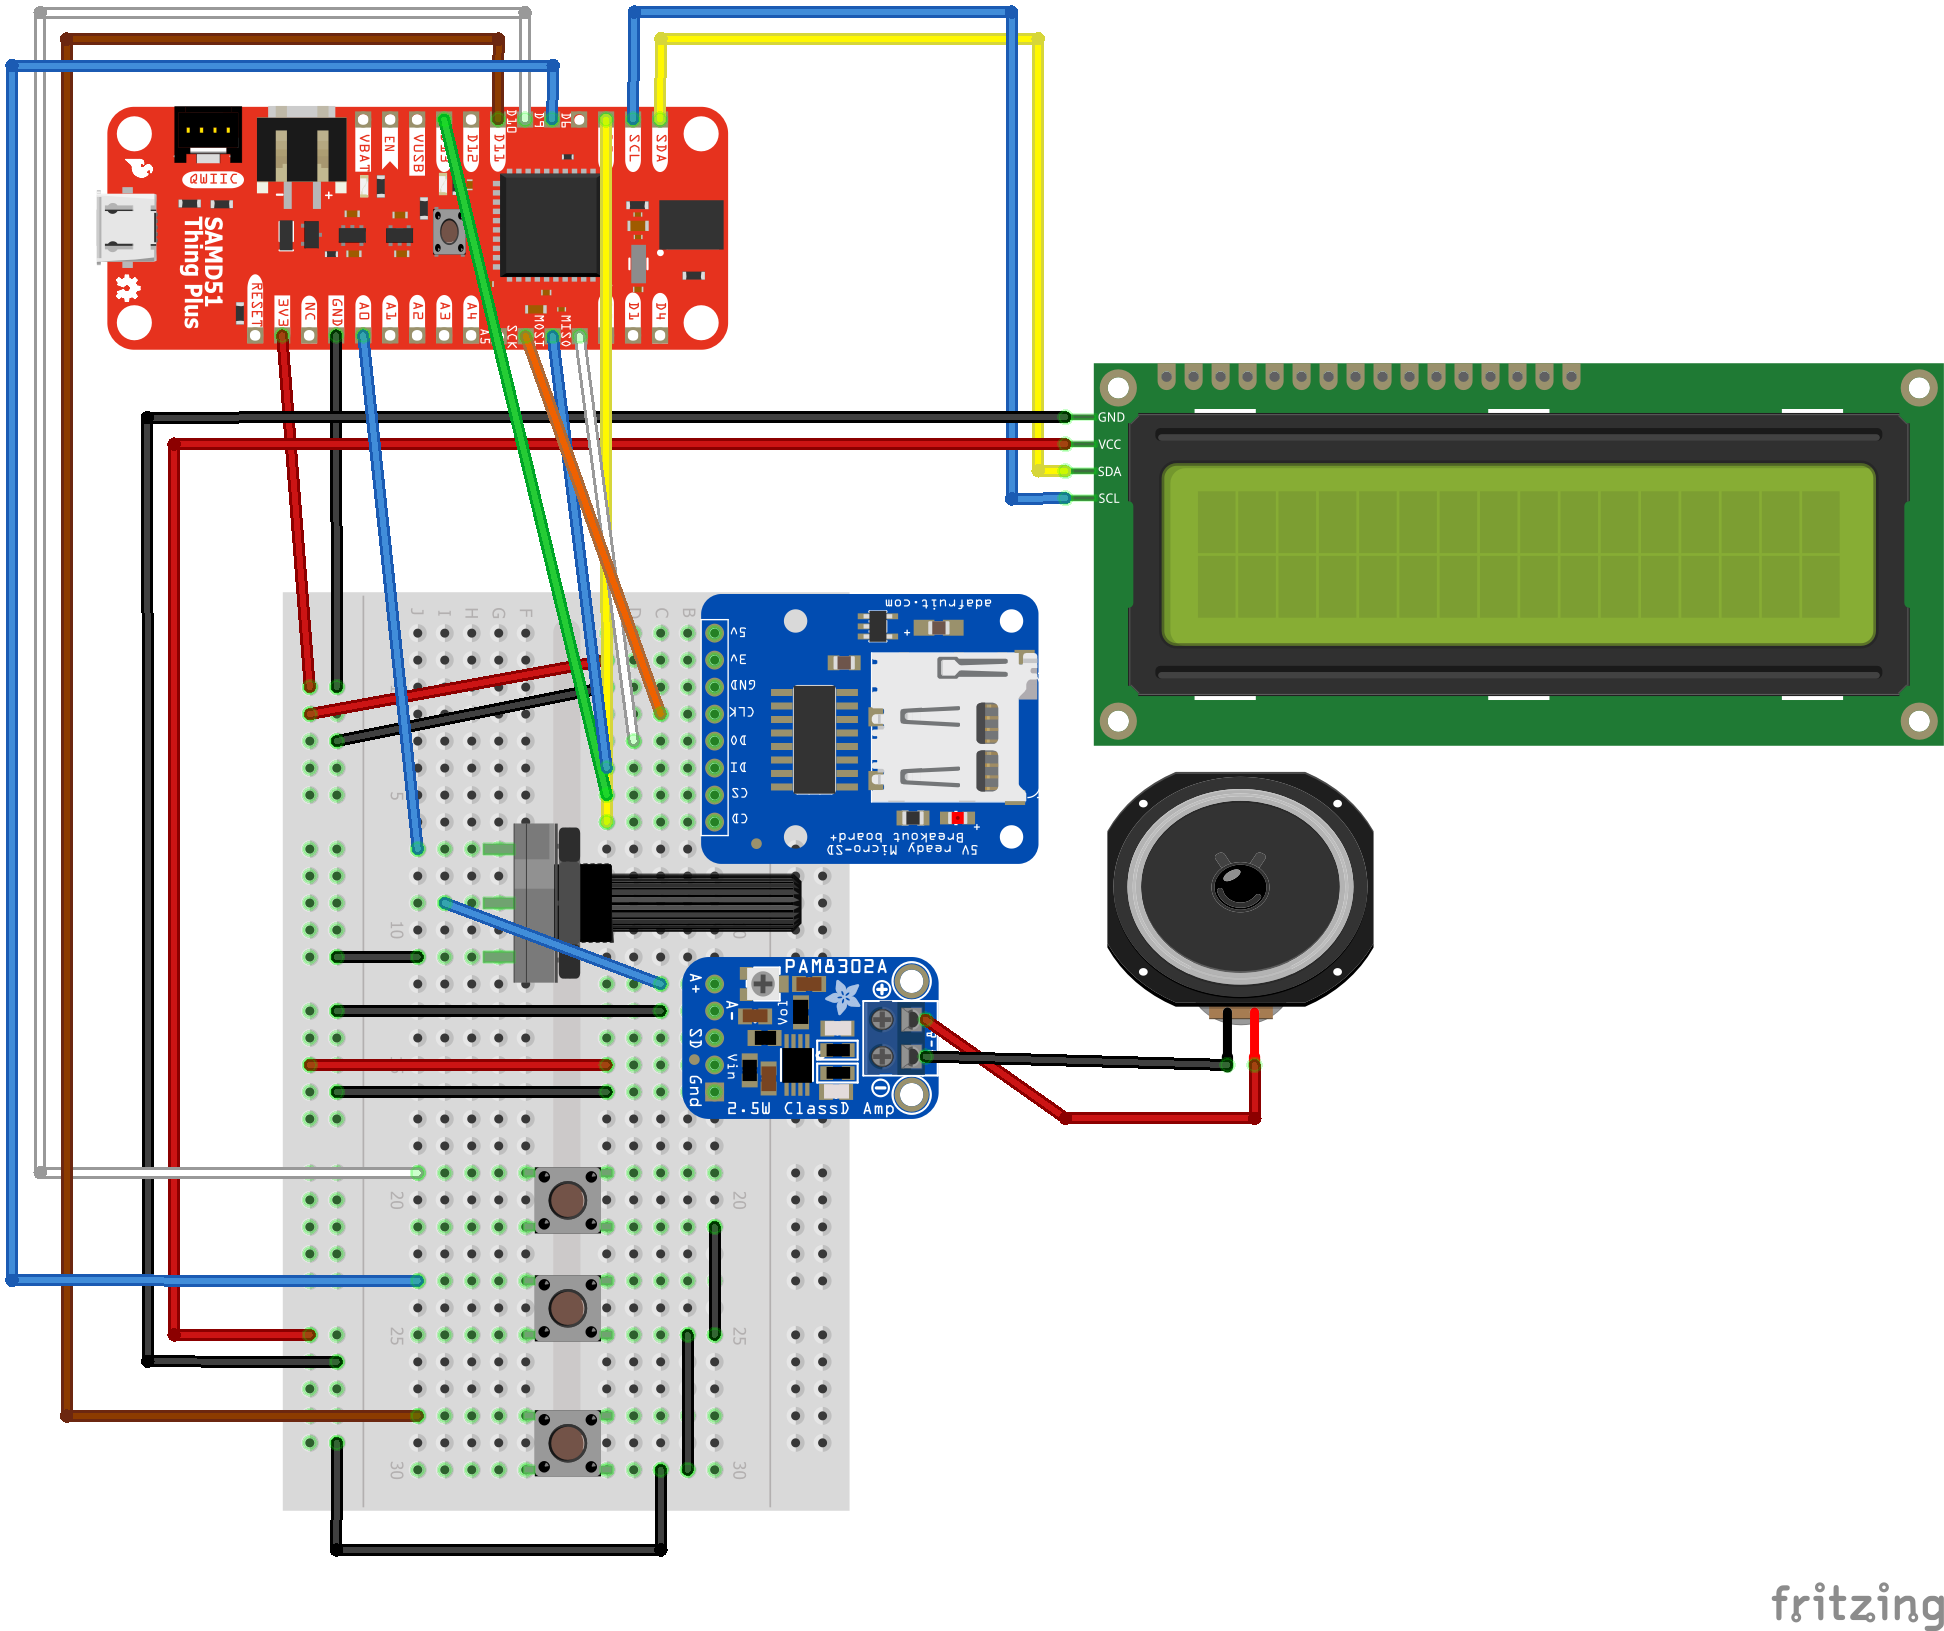 VBAT
EN
VUSB
D12
D11
D10
D9
SCL
SDA
QWIIC
SAMD51
Thing Plus
RESET
3V3
NC
GND
A0
A1
A2
A3
A4
A5
SCK
MOSI
MISO
D1
D4
GND
VCC
SDA
SCL
J
I
H
G
F
D
C
B
adafruit.com
5V
3V
GND
CLK
DO
DI
CS
CD
5V ready Micro-SD
Breakout board+
5
10
PAM8302A
A+
A-
SD
Vin
Gnd
Vol
2.5W ClassD Amp
20
20
25
25
30
30
fritzing